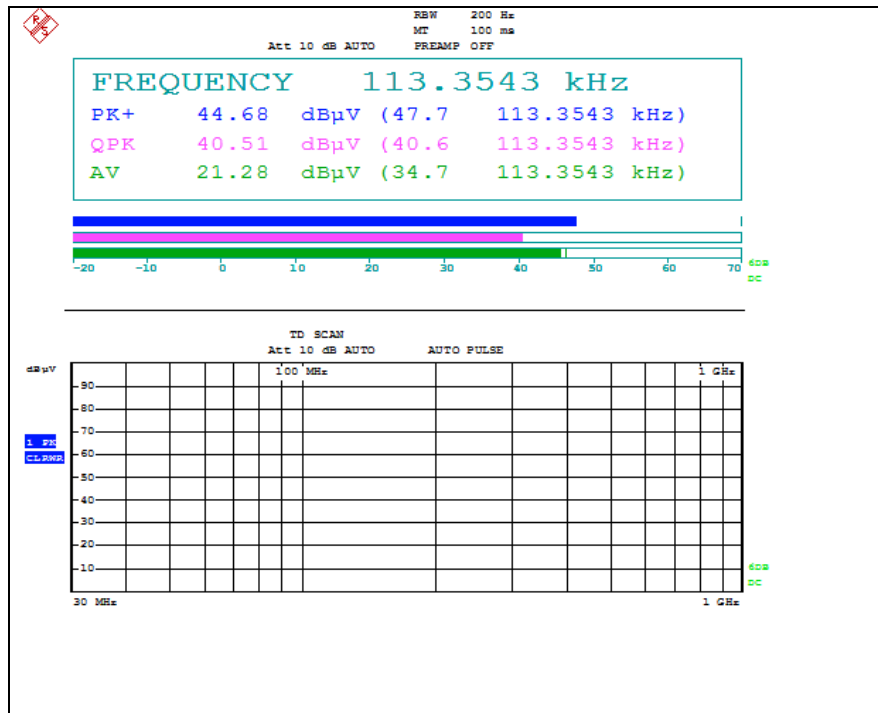 R S
RBW 200 Hz
MT 100 ms
Att 10 dB AUTO PREAMP OFF
FREQUENCY 113.3543 kHz
PK+ 44.68 dBµV (47.7 113.3543 kHz)
QPK 40.51 dBµV (40.6 113.3543 kHz)
AV 21.28 dBµV (34.7 113.3543 kHz)
-20 -10 0 10 20 30 40 50 60 70
6DB
DC
TD SCAN
Att 10 dB AUTO AUTO PULSE
dBµV
100 MHz 1 GHz
90
80
70
1 PK
CLRWR
60
50
40
30
20
10
6DB
DC
30 MHz 1 GHz